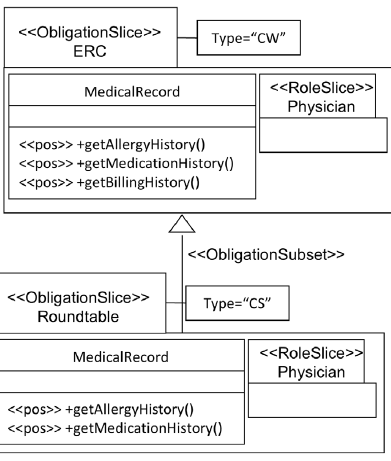 <<ObligationSlice>>
ERC
Type=“CW”
MedicalRecord
<<RoleSlice>>
Physician
<<pos>> +getAllergyHistory()
<<pos>> +getMedicationHistory()
<<pos>> +getBillingHistory()
<<ObligationSubset>>
<<ObligationSlice>>
Roundtable
Type=“CS”
MedicalRecord
<<RoleSlice>>
Physician
<<pos>> +getAllergyHistory()
<<pos>> +getMedicationHistory()